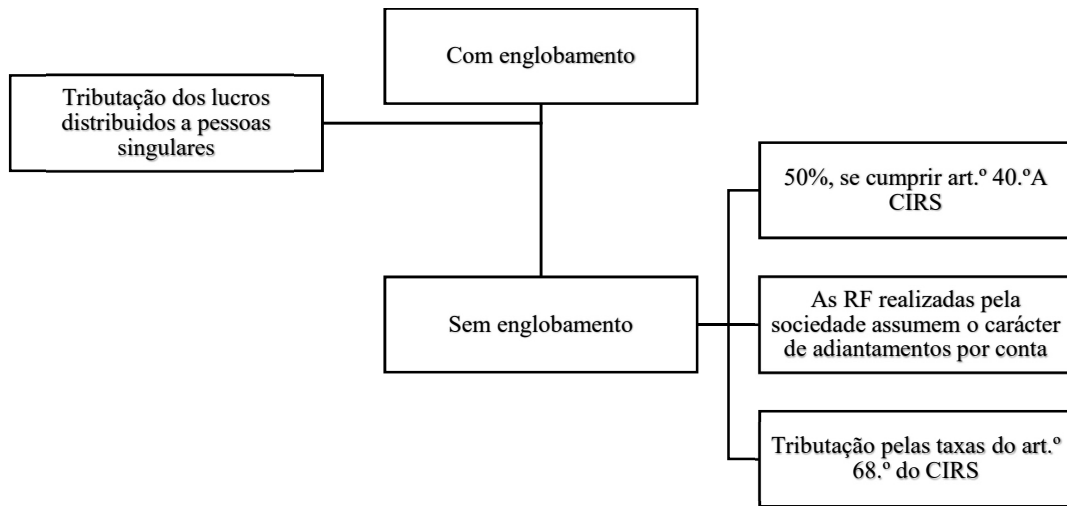 Com englobamento
Tributação dos lucros
distribuidos a pessoas
singulares
50%, se cumprir art.º 40.ºA
CIRS
Sem englobamento
As RF realizadas pela
sociedade assumem o carácter
de adiantamentos por conta
Tributação pelas taxas do art.º
68.º do CIRS